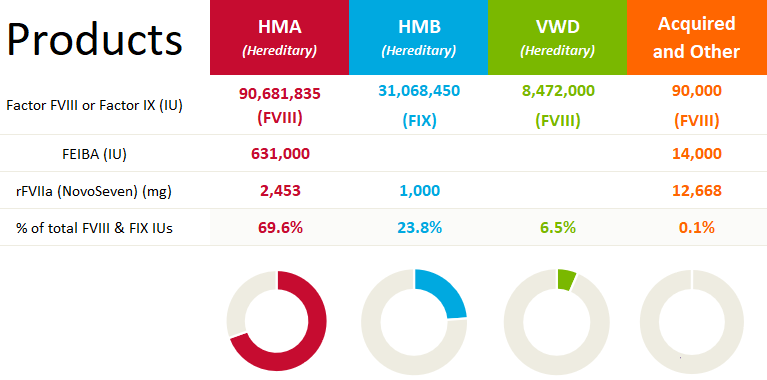 Products
HMA
(Hereditary)
HMB
(Hereditary)
VWD
(Hereditary)
Acquired
and Other
Factor FVIII or Factor IX (IU)
90,681,835
(FVIII)
31,068,450
(FIX)
8,472,000
(FVIII)
90,000
(FVIII)
FEIBA (IU)
631,000
14,000
rFVIIa (NovoSeven) (mg)
2,453
1,000
12,668
% of total FVIII & FIX IUs
69.6%
23.8%
6.5%
0.1%